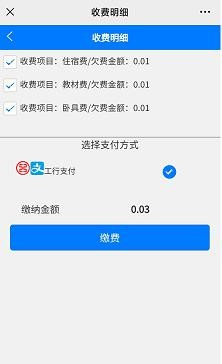 收费明细
收费明细
收费项目：住宿费/欠费金额：0.01
收费项目：教材费/欠费金额：0.01
收费项目：卧具费/欠费金额：0.01
选择支付方式
支 工行支付
缴纳金额 0.03
缴费